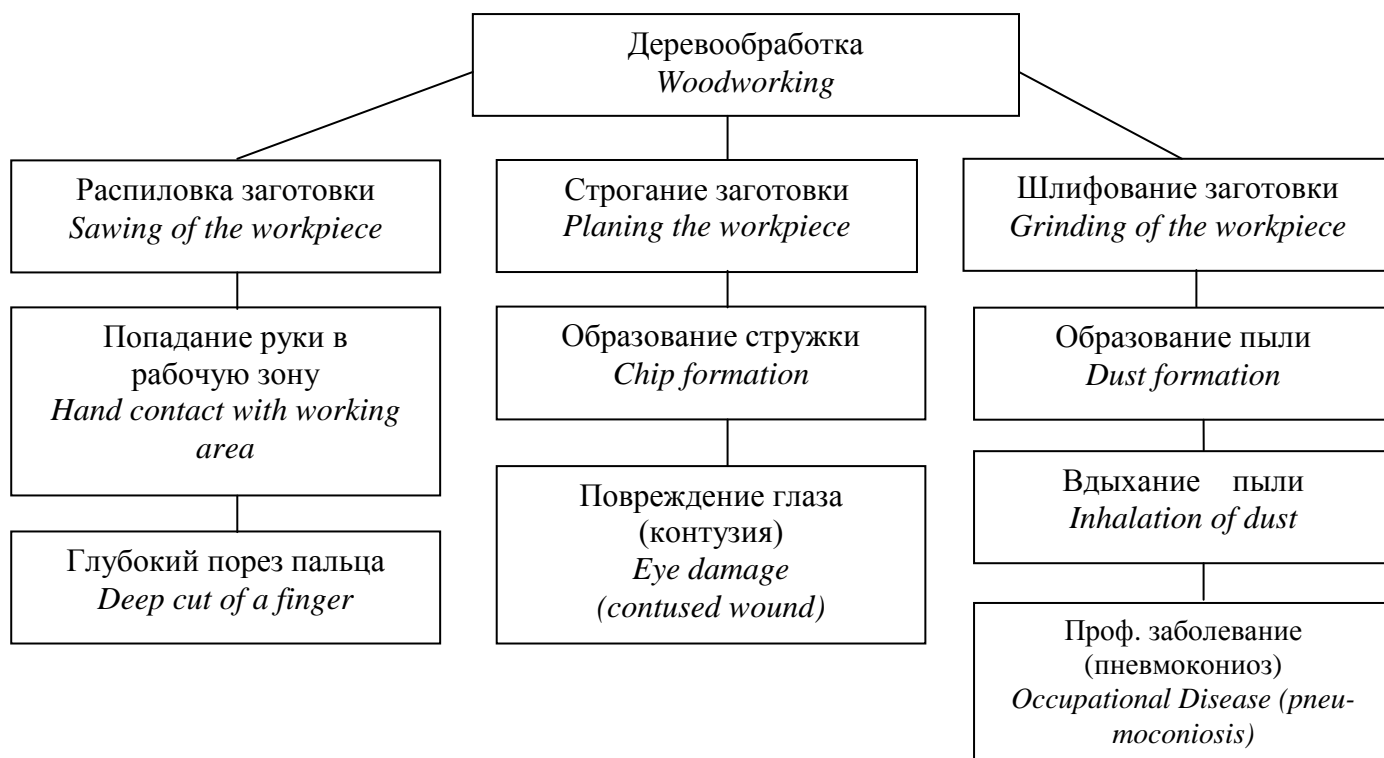 Деревообработка
Woodworking
Распиловка заготовки
Sawing of the workpiece
Строгание заготовки
Planing the workpiece
Шлифование заготовки
Grinding of the workpiece
Попадание руки в
рабочую зону
Hand contact with working
area
Образование стружки
Chip formation
Образование пыли
Dust formation
Глубокий порез пальца
Deep cut of a finger
Повреждение глаза
(контузия)
Eye damage
(contused wound)
Вдыхание пыли
Inhalation of dust
Проф. заболевание
(пневмокониоз)
Occupational Disease (pneu-
moconiosis)